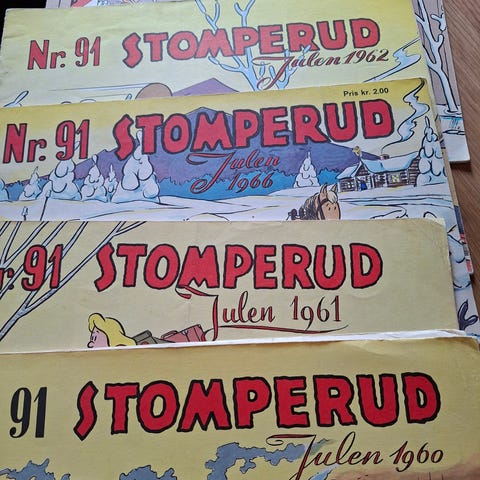 Nr. 91 STOMPERUD
Julen 1962
Pris kr. 2.00
Nr. 91 STOMPERUD
Julen
1966
91 STOMPERUD
Julen 1961
91 STOMPERUD
Julen 1960